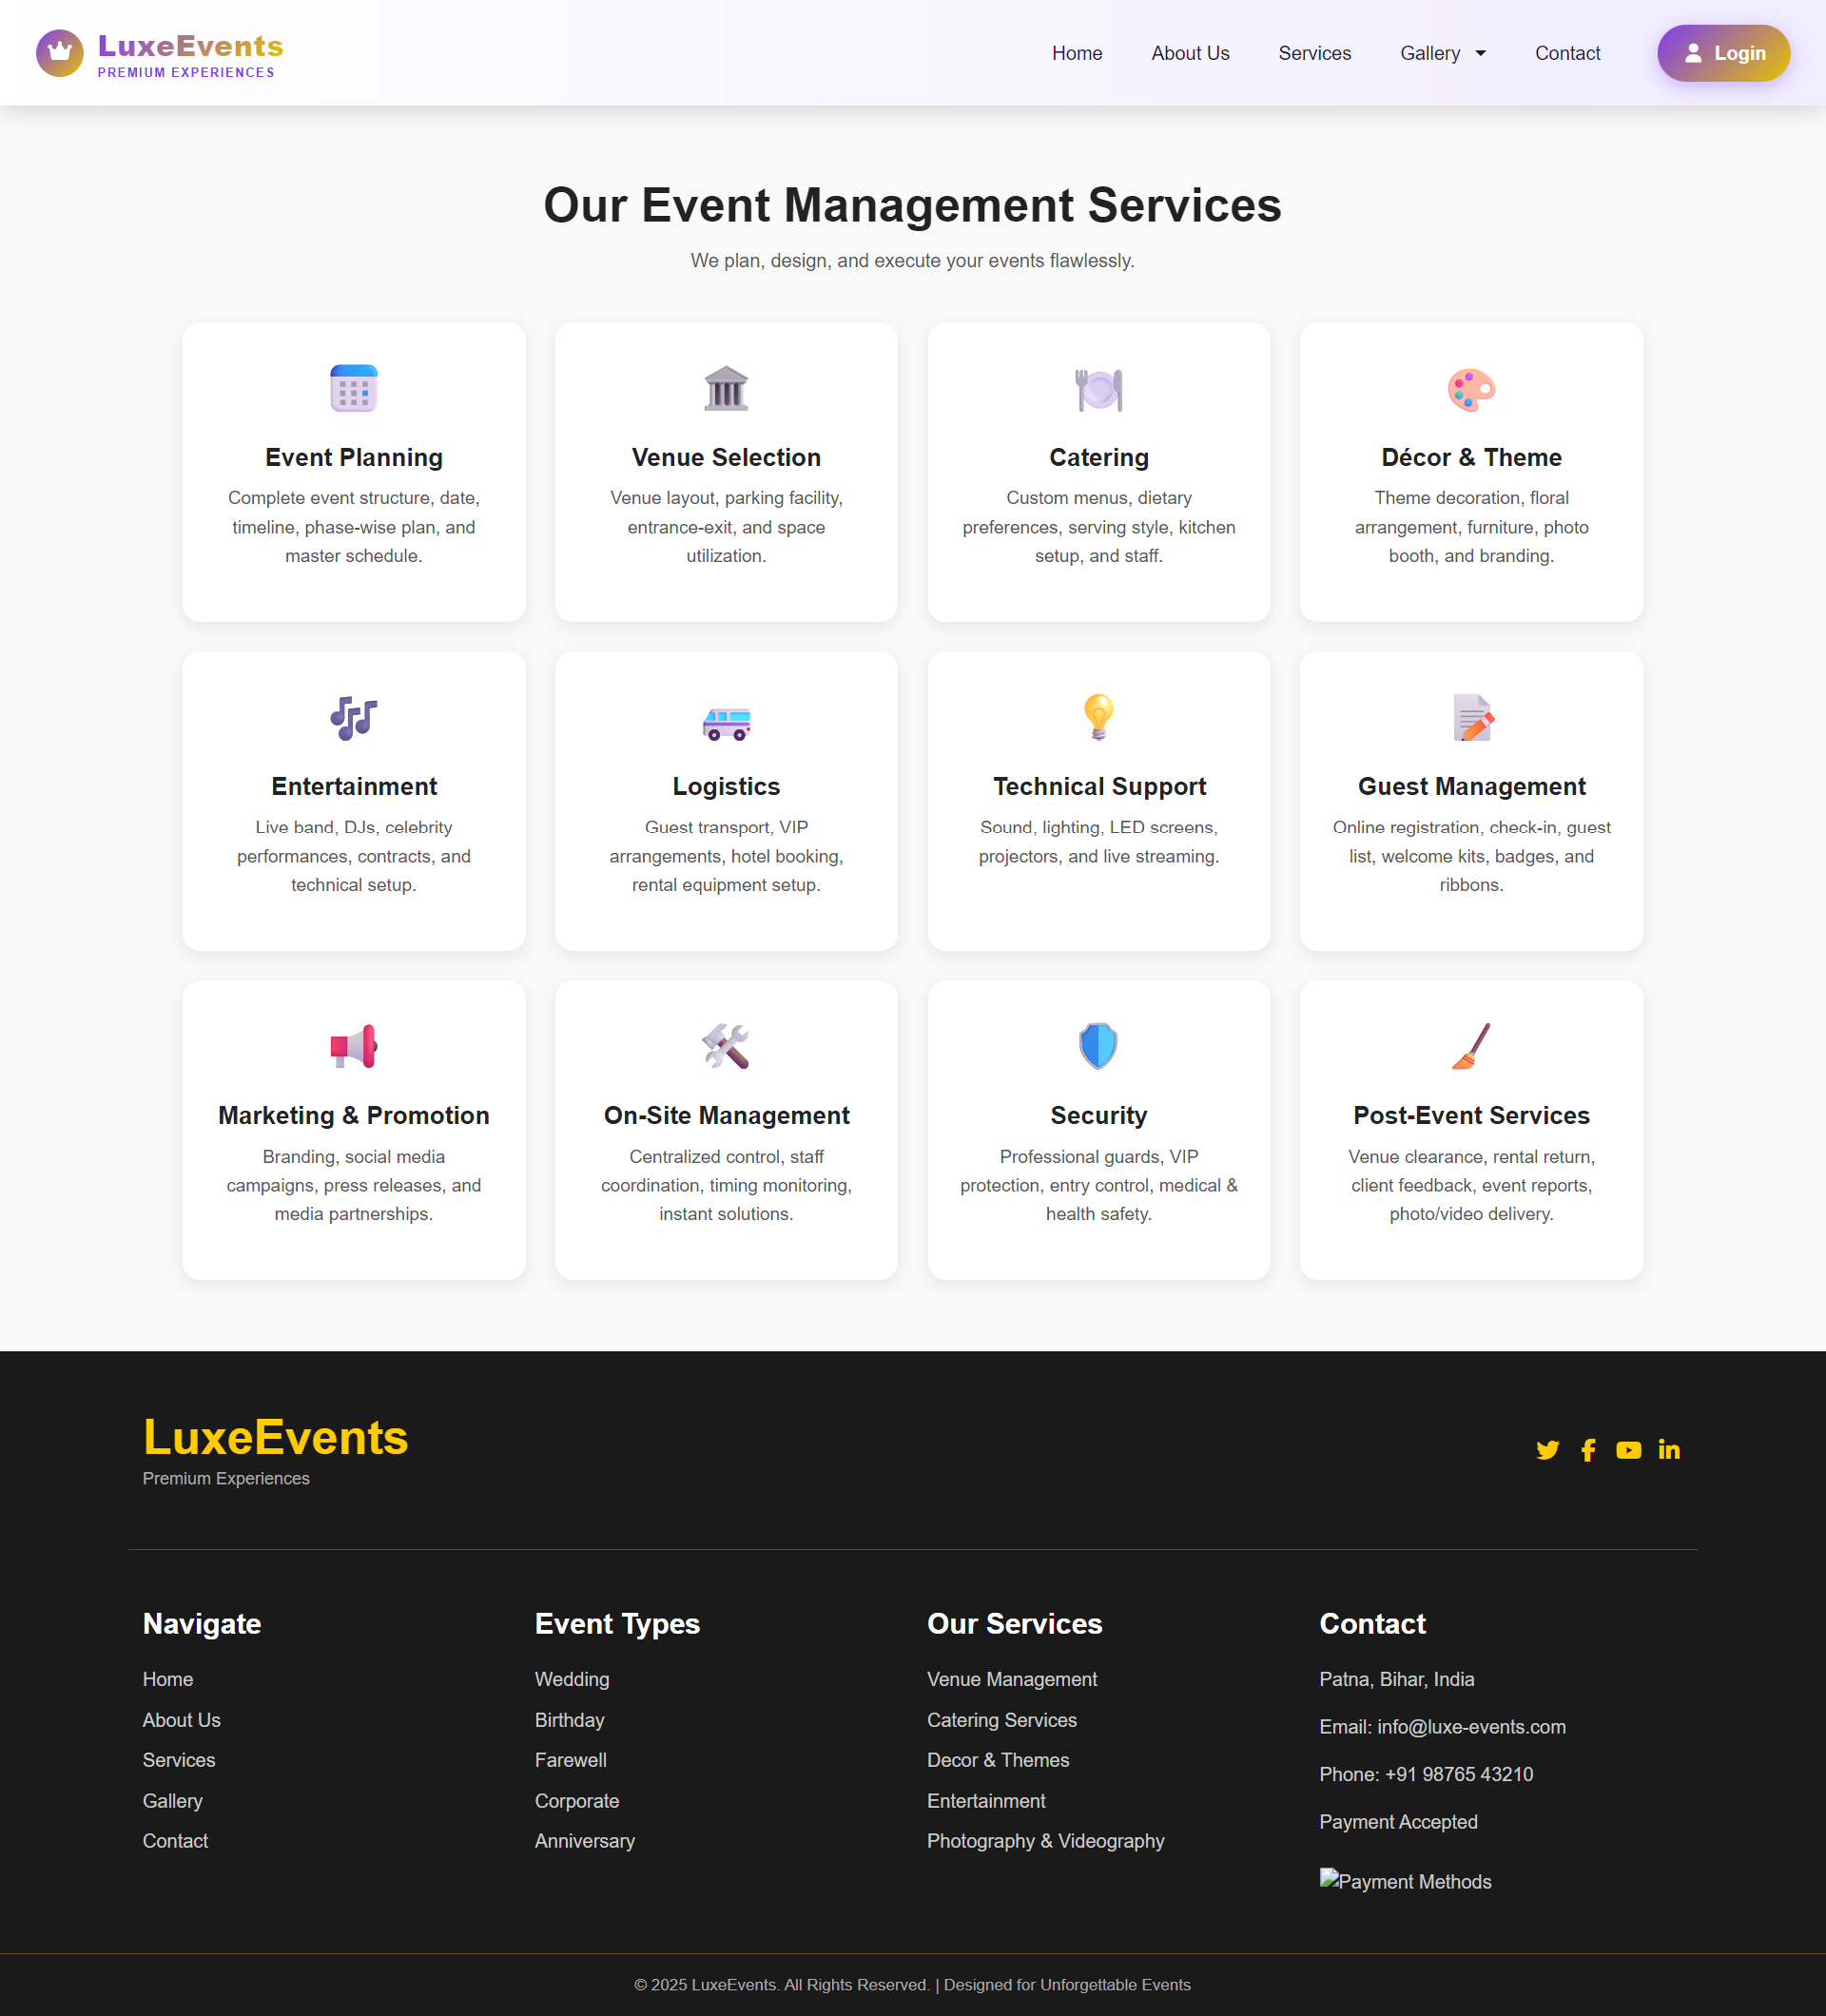 LuxeEvents
PREMIUM EXPERIENCES
Home
About Us
Services
Gallery
Contact
Login
Our Event Management Services
We plan, design, and execute your events flawlessly.
Event Planning
Complete event structure, date,
timeline, phase-wise plan, and
master schedule.
Venue Selection
Venue layout, parking facility,
entrance-exit, and space
utilization.
Catering
Custom menus, dietary
preferences, serving style, kitchen
setup, and staff.
Décor & Theme
Theme decoration, floral
arrangement, furniture, photo
booth, and branding.
Entertainment
Live band, DJs, celebrity
performances, contracts, and
technical setup.
Logistics
Guest transport, VIP
arrangements, hotel booking,
rental equipment setup.
Technical Support
Sound, lighting, LED screens,
projectors, and live streaming.
Guest Management
Online registration, check-in, guest
list, welcome kits, badges, and
ribbons.
Marketing & Promotion
Branding, social media
campaigns, press releases, and
media partnerships.
On-Site Management
Centralized control, staff
coordination, timing monitoring,
instant solutions.
Security
Professional guards, VIP
protection, entry control, medical &
health safety.
Post-Event Services
Venue clearance, rental return,
client feedback, event reports,
photo/video delivery.
LuxeEvents
Premium Experiences
Navigate
Home
About Us
Services
Gallery
Contact
Event Types
Wedding
Birthday
Farewell
Corporate
Anniversary
Our Services
Venue Management
Catering Services
Decor & Themes
Entertainment
Photography & Videography
Contact
Patna, Bihar, India
Email: info@luxe-events.com
Phone: +91 98765 43210
Payment Accepted
Payment Methods
© 2025 LuxeEvents. All Rights Reserved. | Designed for Unforgettable Events